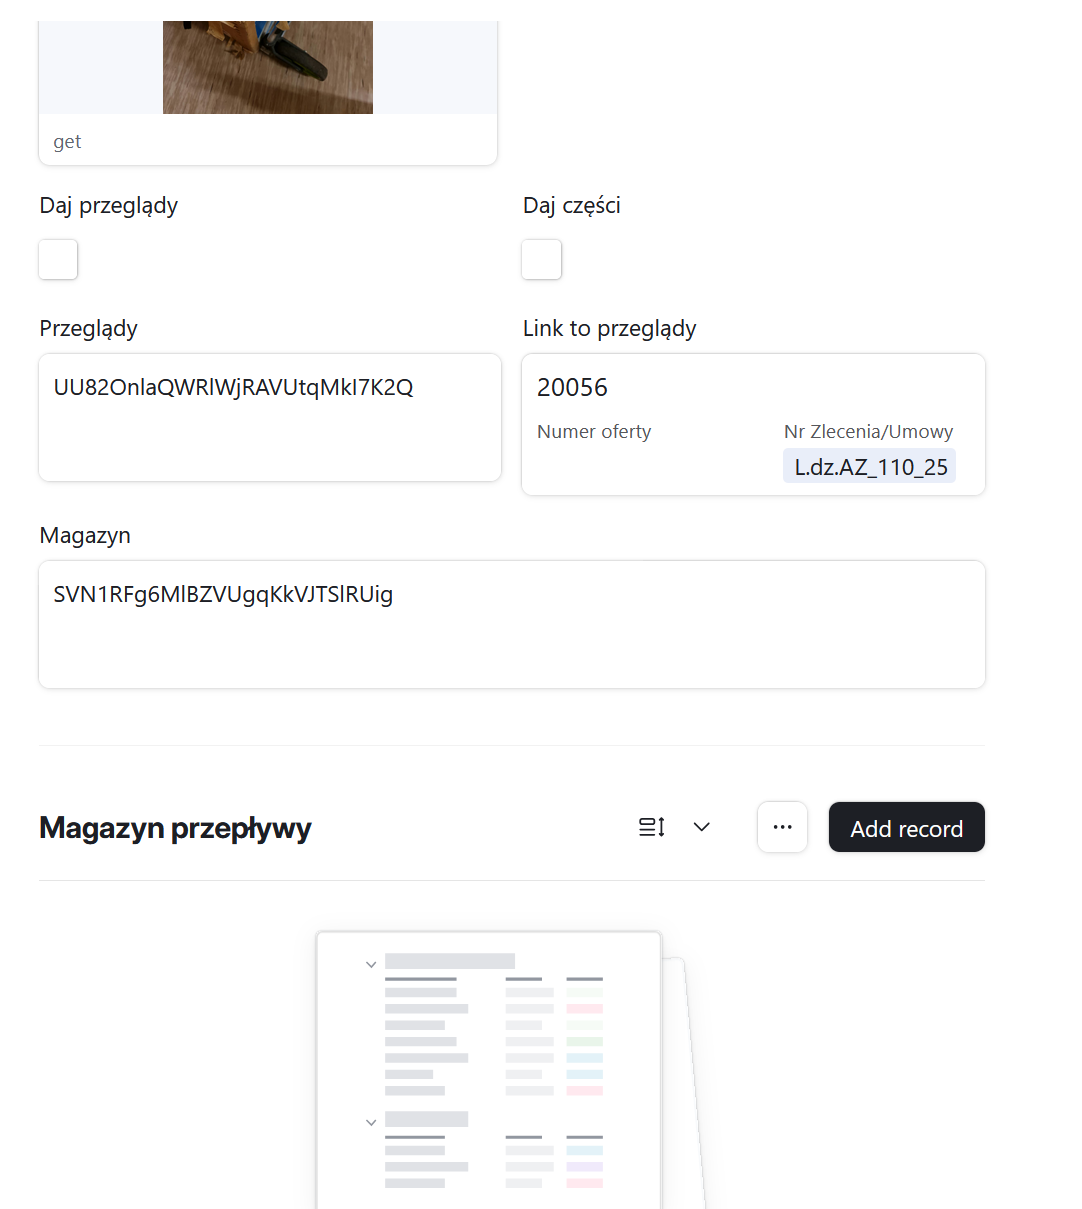 get
Daj przeglądy
Daj części
Przeglądy
Link to przeglądy
UU82OnlaQWRlWjRAVUtqMkI7K2Q
20056
Numer oferty
Nr Zlecenia/Umowy
L.dz.AZ_110_25
Magazyn
SVN1RFg6MlBZVUgqKkVJTSlRUig
Magazyn przepływy
Add record